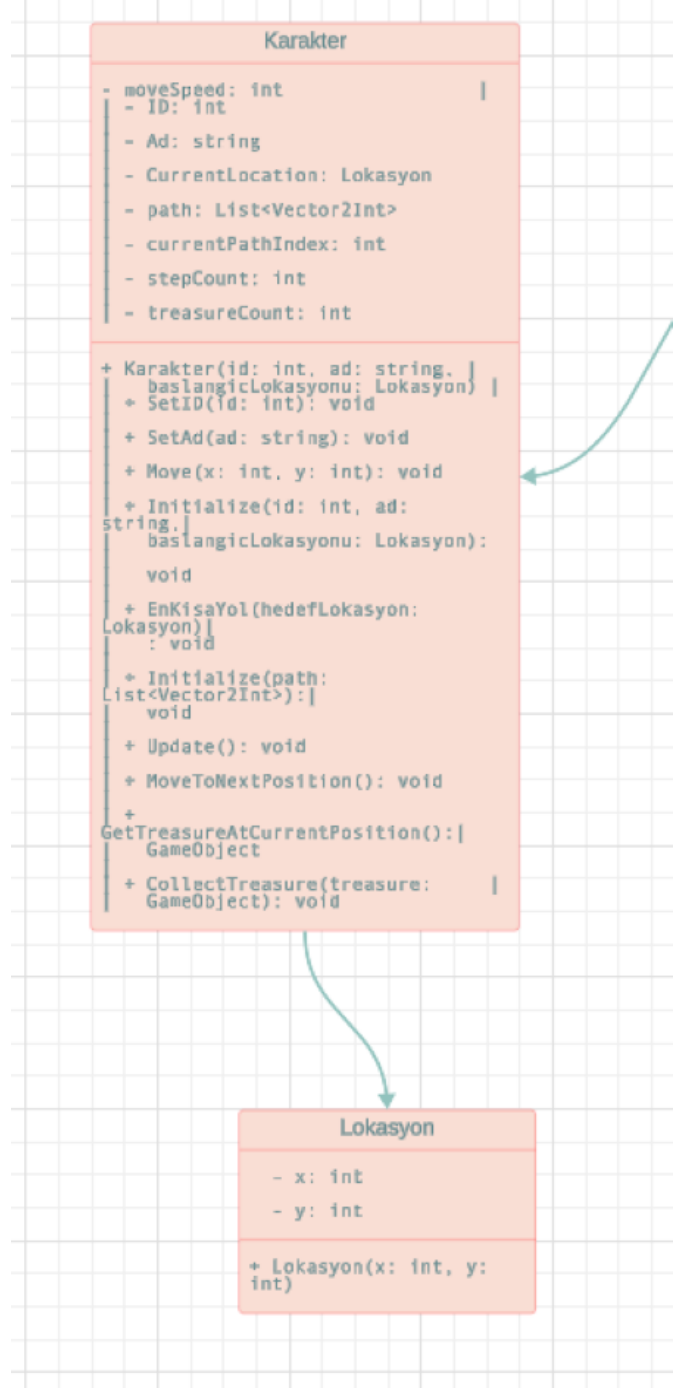 Karakter
- moveSpeed: int |
| - ID: int
| - Ad: string
| - CurrentLocation: Lokasyon
| - path: List<Vector2Int>
| - currentPathIndex: int
| - stepCount: int
| - treasureCount: int
+ Karakter(id: int, ad: string, |
| baslangicLokasyonu: Lokasyon) |
| + SetID(id: int): void
| + SetAd(ad: string): void
| + Move(x: int, y: int): void
| + Initialize(id: int, ad:
string,|
| baslangicLokasyonu: Lokasyon):
| void
| + EnKisaYol(hedefLokasyon:
Lokasyon)|
| : void
| + Initialize(path:
List<Vector2Int>):|
| void
| + Update(): void
| + MoveToNextPosition(): void
| +
GetTreasureAtCurrentPosition():|
| GameObject
| + CollectTreasure(treasure: |
| GameObject): void
Lokasyon
- x: int
- y: int
+ Lokasyon(x: int, y:
int)